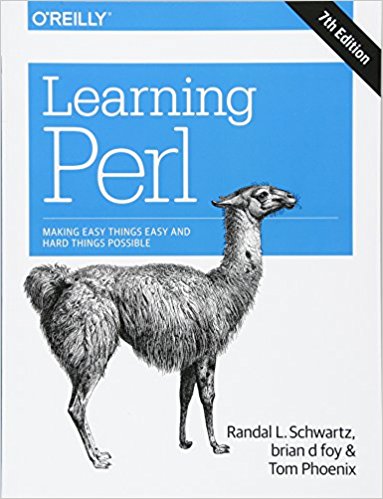 O'REILLY®
7th Edition
Learning
Perl
MAKING EASY THINGS EASY AND
HARD THINGS POSSIBLE
Randal L. Schwartz,
brian d foy &
Tom Phoenix